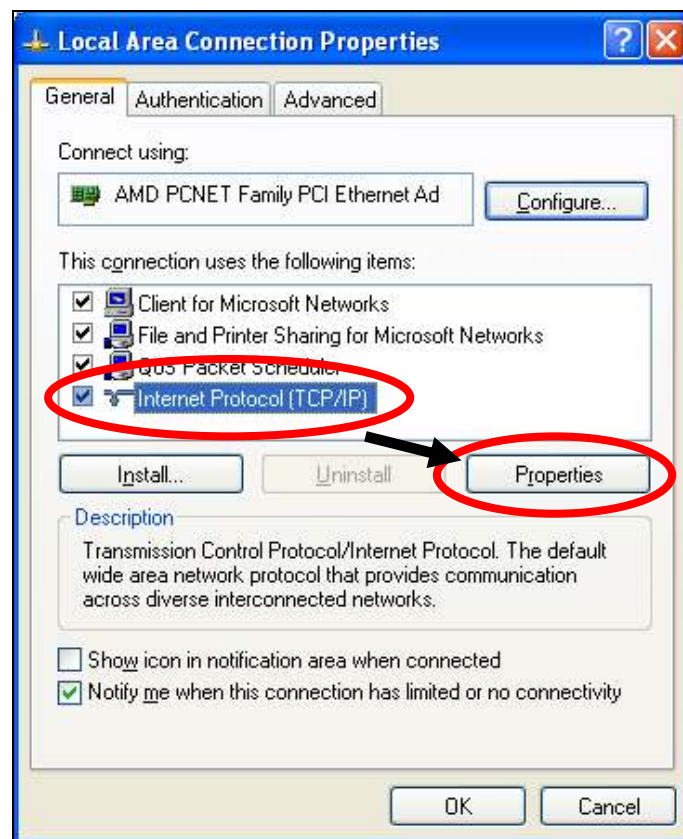 Local Area Connection Properties
General Authentication Advanced
Connect using:
AMD PCNET Family PCI Ethernet Ad
Configure...
This connection uses the following items:
Client for Microsoft Networks
File and Printer Sharing for Microsoft Networks
QoS Packet Scheduler
Internet Protocol (TCP/IP)
Install... Uninstall Properties
Description
Transmission Control Protocol/Internet Protocol. The default
wide area network protocol that provides communication
across diverse interconnected networks.
Show icon in notification area when connected
Notify me when this connection has limited or no connectivity
OK Cancel